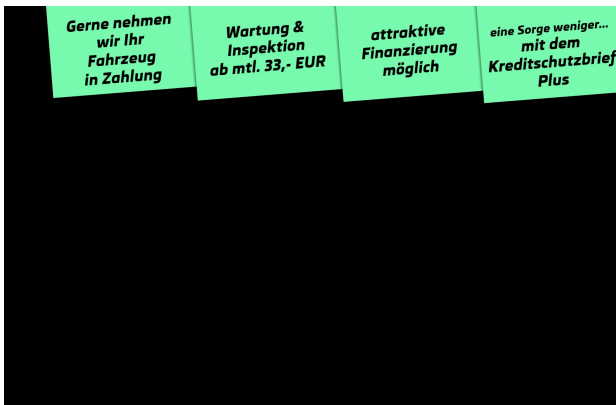 Gerne nehmen
wir Ihr
Fahrzeug
in Zahlung
Wartung &
Inspektion
ab mtl. 33,- EUR
attraktive
Finanzierung
möglich
eine Sorge weniger...
mit dem
Kreditschutzbrief
Plus